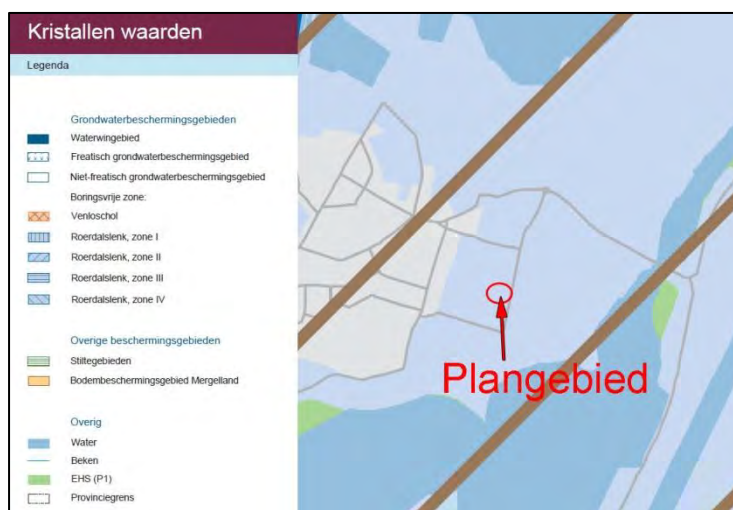 Kristallen waarden
Legenda
Grondwaterbeschermingsgebieden
Waterwingebied
Freatisch grondwaterbeschermingsgebied
Niet-freatisch grondwaterbeschermingsgebied
Boringsvrije zone:
Venloschol
Roerdalslenk, zone I
Roerdalslenk, zone II
Roerdalslenk, zone III
Roerdalslenk, zone IV
Overige beschermingsgebieden
Stiltegebieden
Bodembeschermingsgebied Mergelland
Overig
Water
Beken
EHS (P1)
Provinciegrens
Plangebied